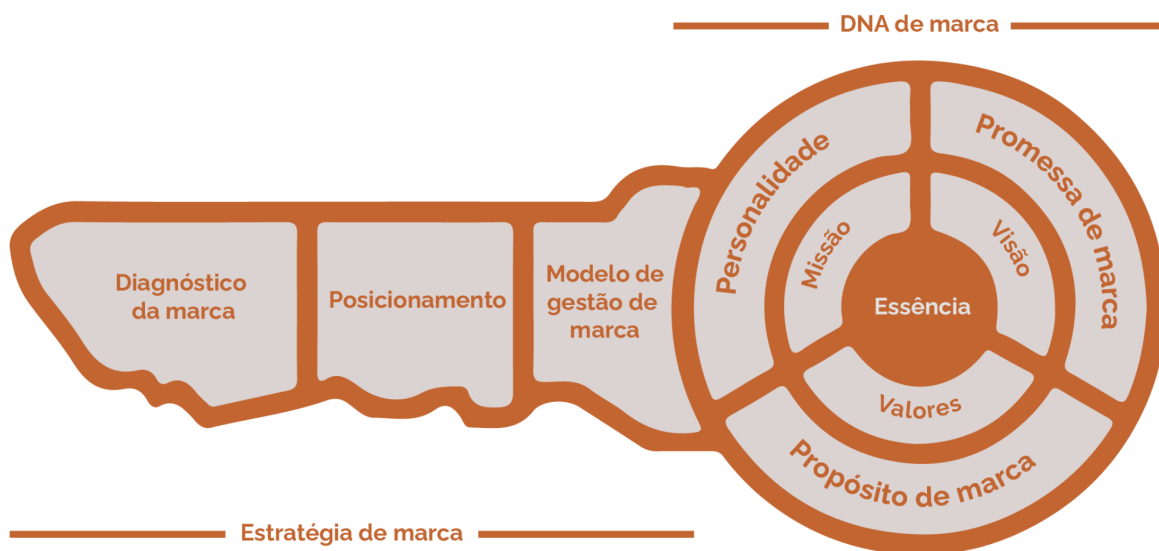 DNA de marca
Diagnóstico
da marca
Posicionamento
Modelo de
gestão de
marca
Personalidade
Promessa de marca
Missão
Visão
Essência
Valores
Propósito de marca
Estratégia de marca